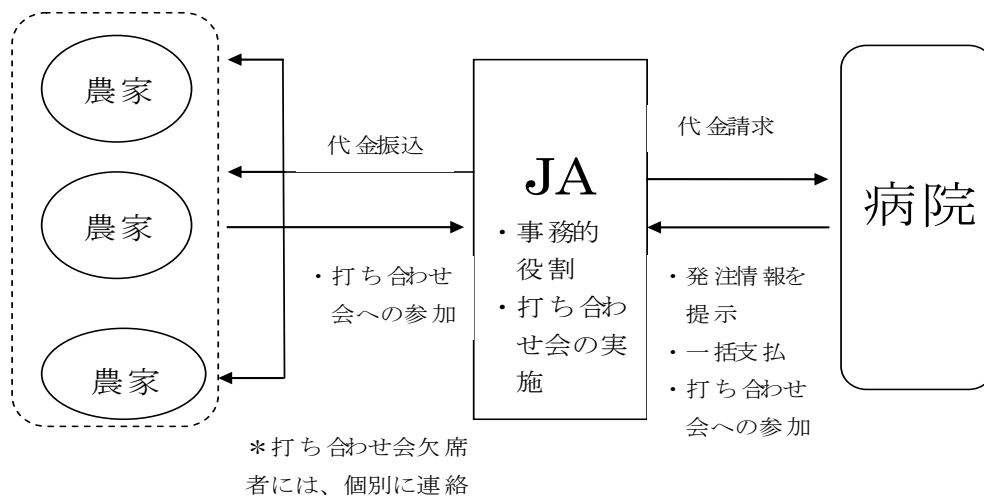 農家
農家
農家
代金振込
・打ち合わせ
会への参加
＊打ち合わせ会欠席
者には、個別に連絡
JA
・事務的
役割
・打ち合わ
せ会の実
施
代金請求
・発注情報を
提示
・一括支払
・打ち合わせ
会への参加
病院